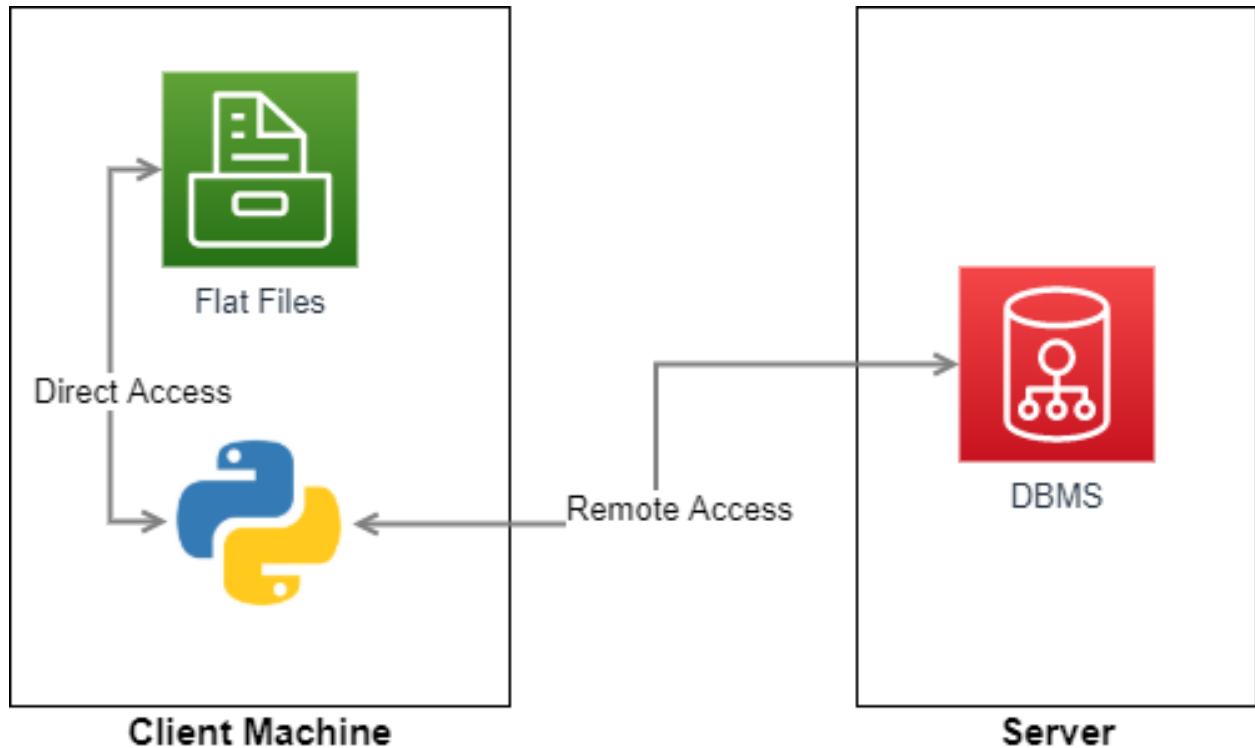 Flat Files
Direct Access
Remote Access
DBMS
Client Machine
Server